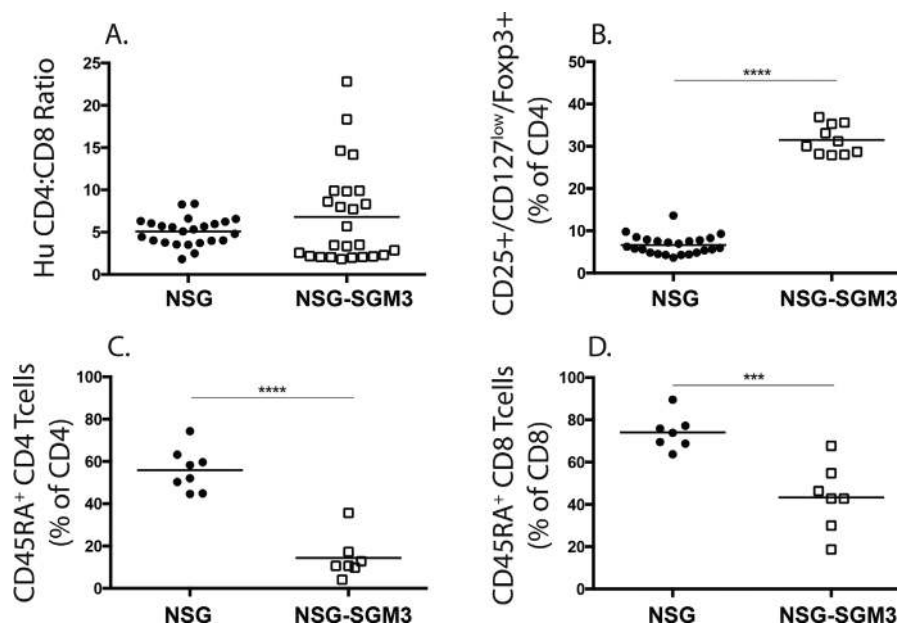 A.
Hu CD4:CD8 Ratio
25
20
15
10
5
0
NSG
NSG-SGM3
B.
CD25+/CD127low/Foxp3+
(% of CD4)
50
40
30
20
10
0
****
NSG
NSG-SGM3
C.
CD45RA+ CD4 Tcells
(% of CD4)
100
80
60
40
20
0
****
NSG
NSG-SGM3
D.
CD45RA+ CD8 Tcells
(% of CD8)
100
80
60
40
20
0
***
NSG
NSG-SGM3